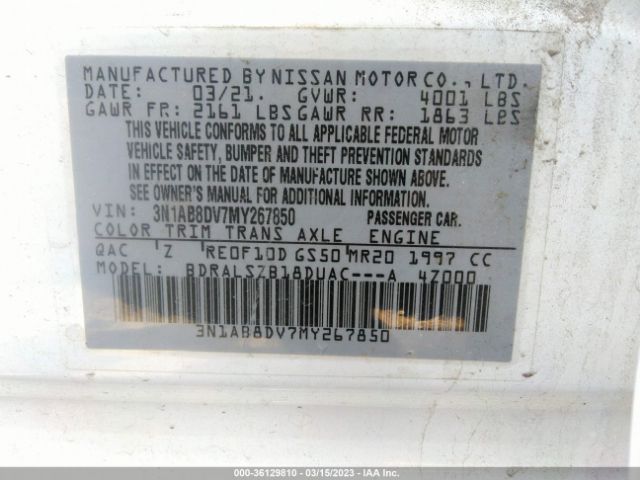 MANUFACTURED BY NISSAN MOTOR CO., LTD.
DATE: 03/21. GVWR: 4001 LBS
GAWR FR: 2161 LBS GAWR RR: 1863 LBS
THIS VEHICLE CONFORMS TO ALL APPLICABLE FEDERAL MOTOR
VEHICLE SAFETY, BUMPER AND THEFT PREVENTION STANDARDS
IN EFFECT ON THE DATE OF MANUFACTURE SHOWN ABOVE.
SEE OWNER'S MANUAL FOR ADDITIONAL INFORMATION.
VIN: 3N1AB8DV7MY267850 PASSENGER CAR.
COLOR TRIM TRANS AXLE ENGINE
QAC Z RE0F10D GS50 MR20 1997 CC
MODEL: BDRALSZB18DUAC---A 4Z000
3N1AB8DV7MY267850
000-36129810 - 03/15/2023 - IAA Inc.